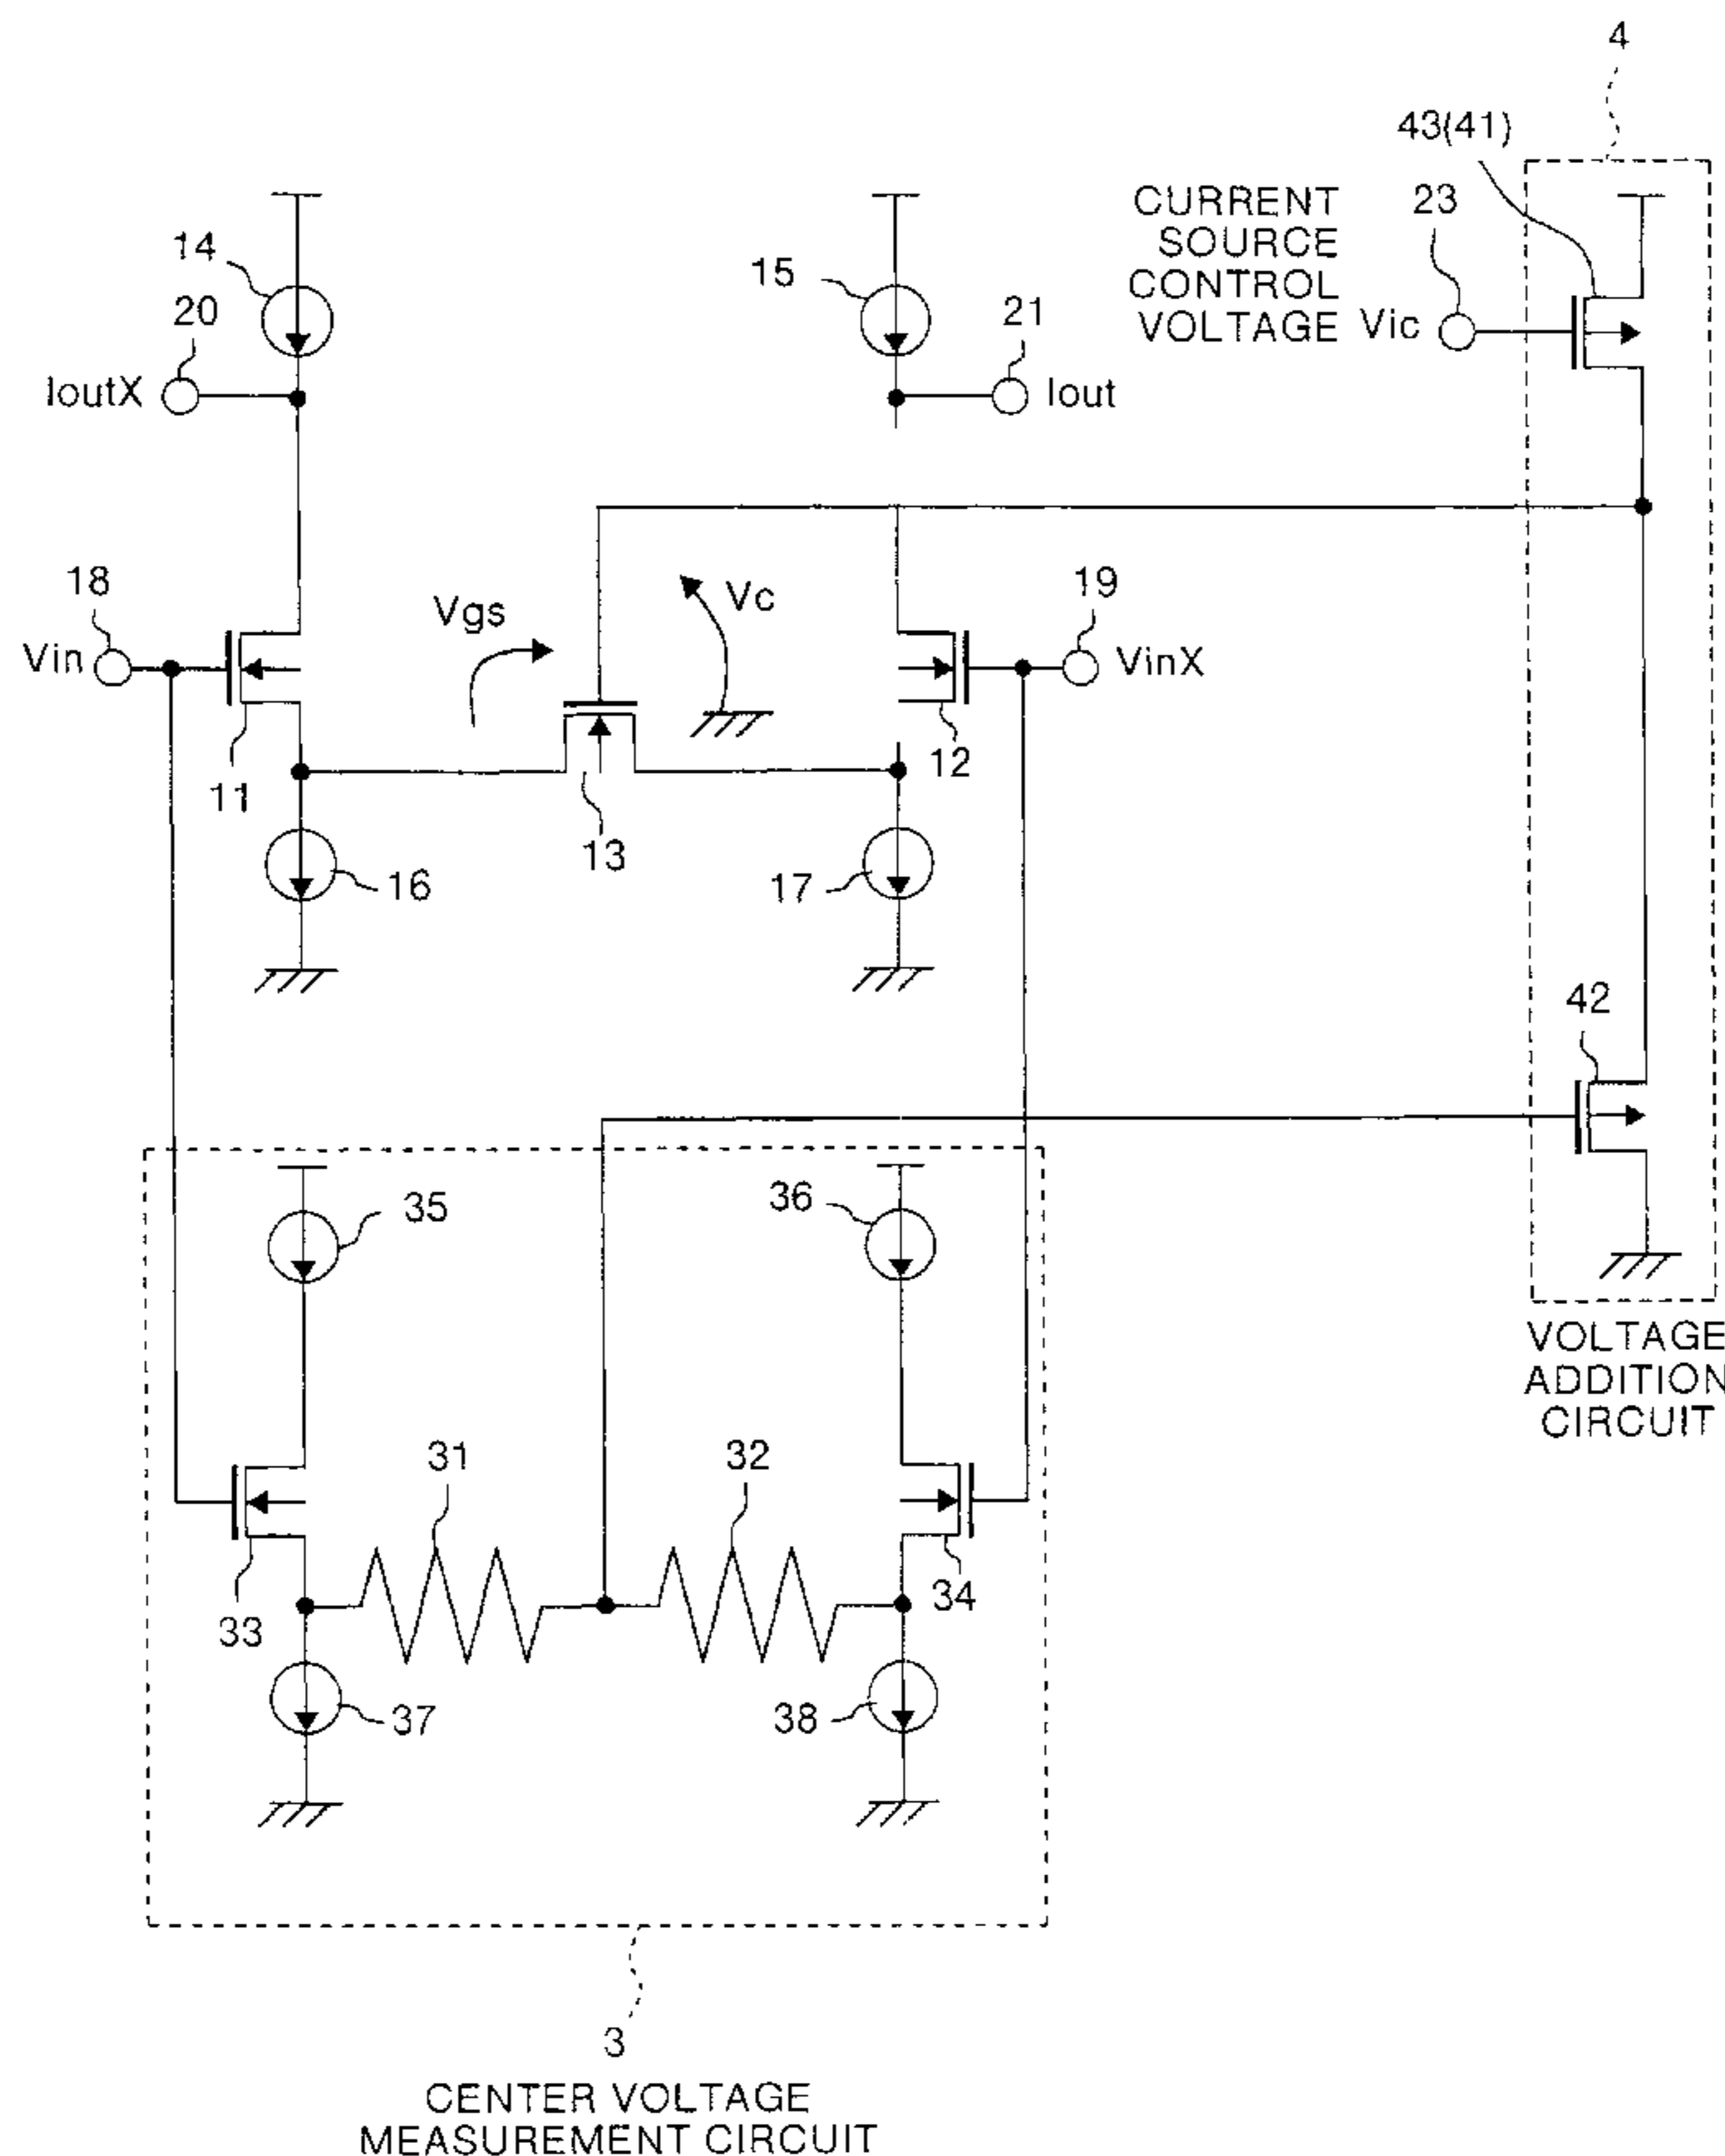 4
43(41)
CURRENT
SOURCE
CONTROL
VOLTAGE
23
Vic
14
20
IoutX
15
21
Iout
18
Vin
Vgs
Vc
19
VinX
11
12
13
16
17
42
35
36
VOLTAGE
ADDITION
CIRCUIT
31
32
33
34
37
38
3
CENTER VOLTAGE
MEASUREMENT CIRCUIT